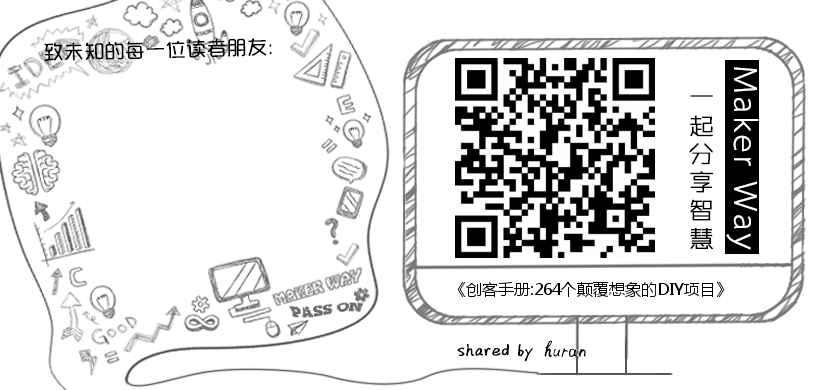 致未知的每一位读者朋友:
IDE
E
C
GOOD
MAKER WAY
PASS ON
一起分享智慧
Maker Way
《创客手册:264个颠覆想象的DIY项目》
shared by huran